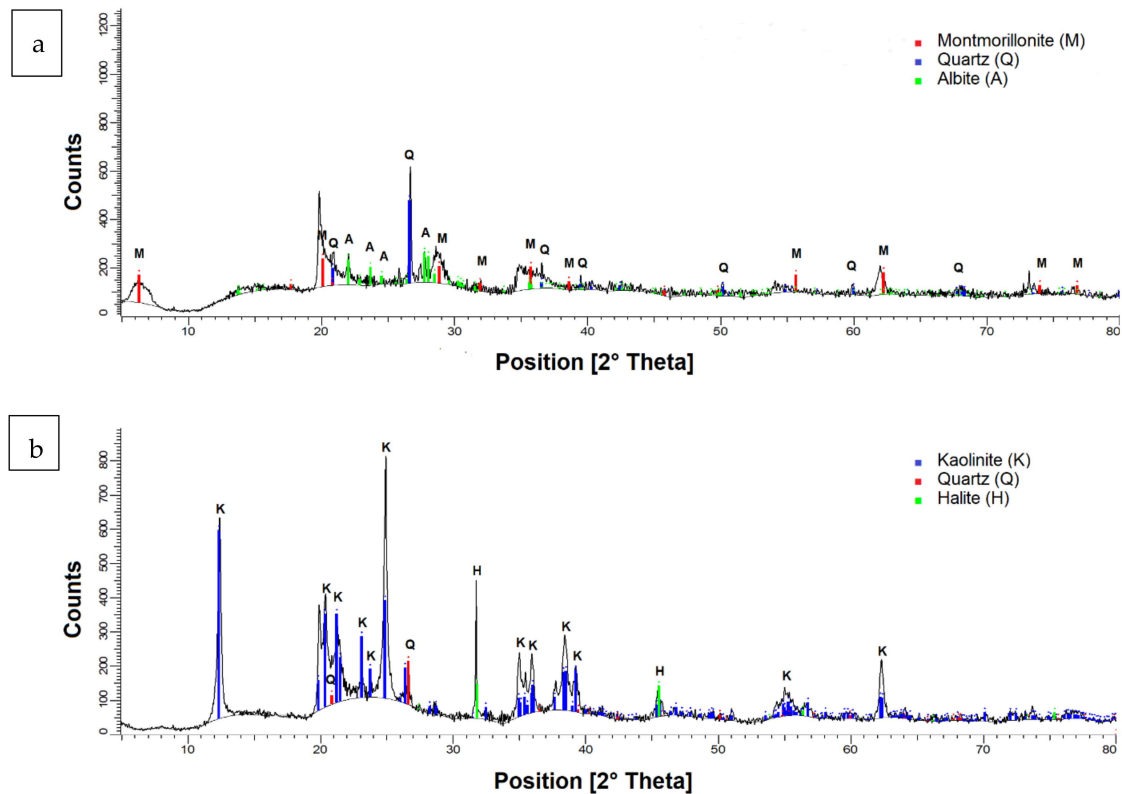 a
1200
1000
800
600
400
200
0
Counts
Montmorillonite (M)
Quartz (Q)
Albite (A)
M M Q A A A Q A M M M Q M Q Q M Q M Q M M
10 20 30 40 50 60 70 80
Position [2° Theta]
b
800
700
600
500
400
300
200
100
0
Counts
Kaolinite (K)
Quartz (Q)
Halite (H)
K K Q K K K K Q H K K K K H K K
10 20 30 40 50 60 70 80
Position [2° Theta]